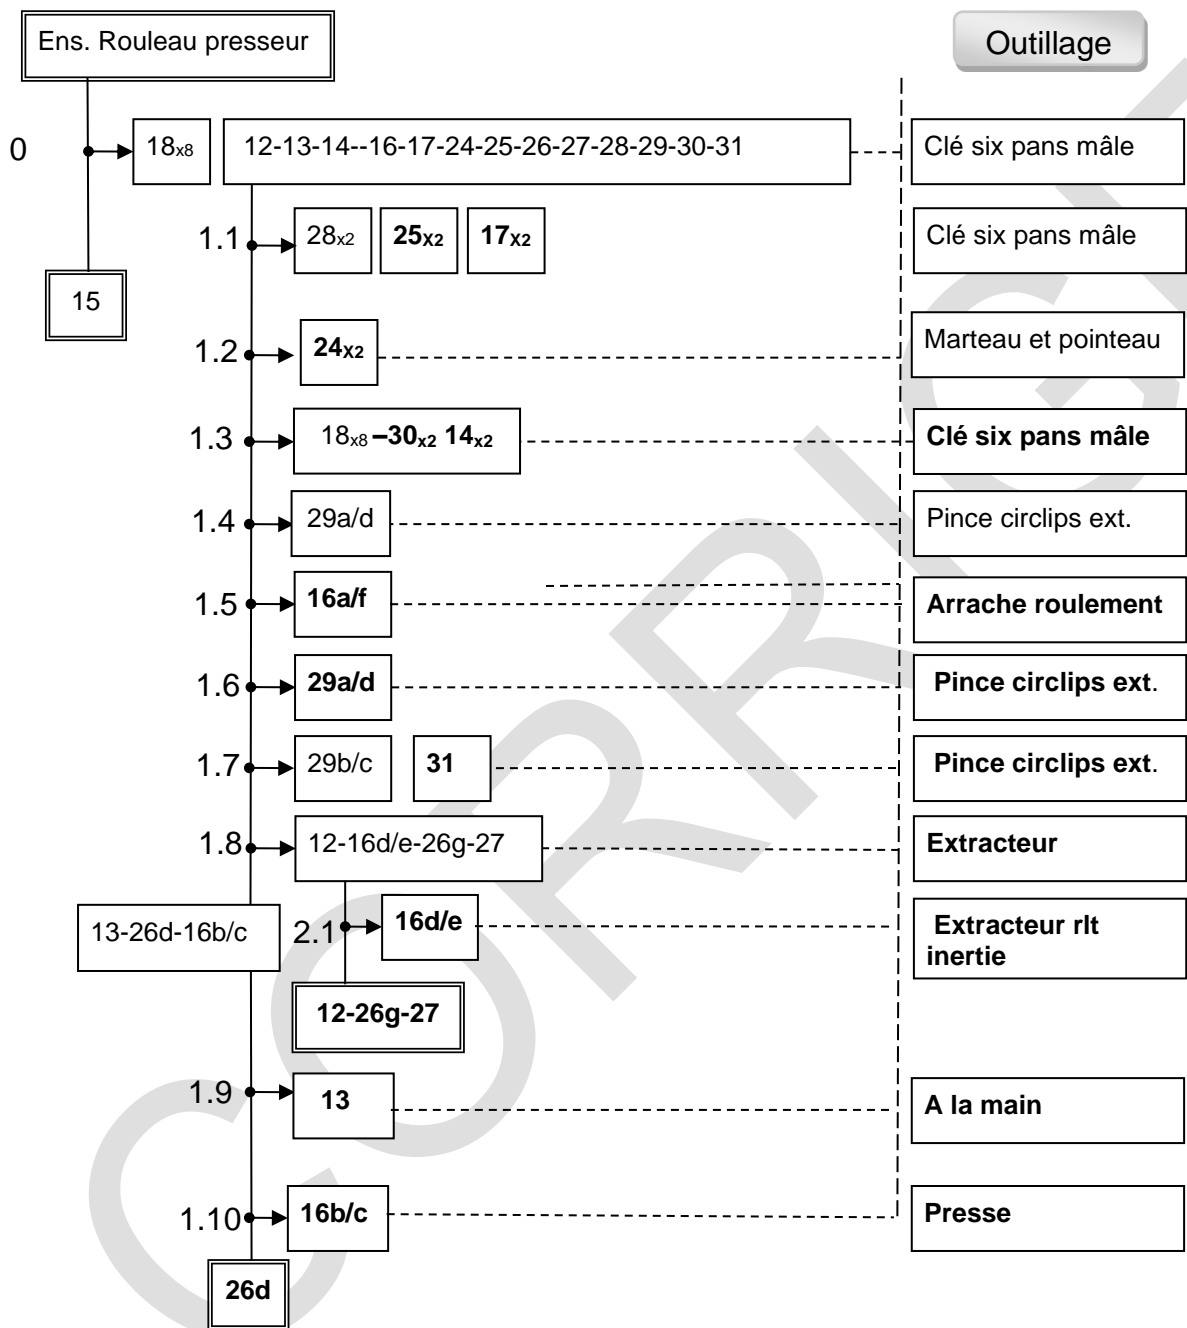 Ens. Rouleau presseur
Outillage
0
18x8
12-13-14--16-17-24-25-26-27-28-29-30-31
Clé six pans mâle
1.1
28x2
25X2
17X2
Clé six pans mâle
15
1.2
24X2
Marteau et pointeau
1.3
18x8 –30x2 14x2
Clé six pans mâle
1.4
29a/d
Pince circlips ext.
1.5
16a/f
Arrache roulement
1.6
29a/d
Pince circlips ext.
1.7
29b/c
31
Pince circlips ext.
1.8
12-16d/e-26g-27
Extracteur
13-26d-16b/c
2.1
16d/e
Extracteur rlt
inertie
12-26g-27
1.9
13
A la main
1.10
16b/c
Presse
26d
CORRIGE